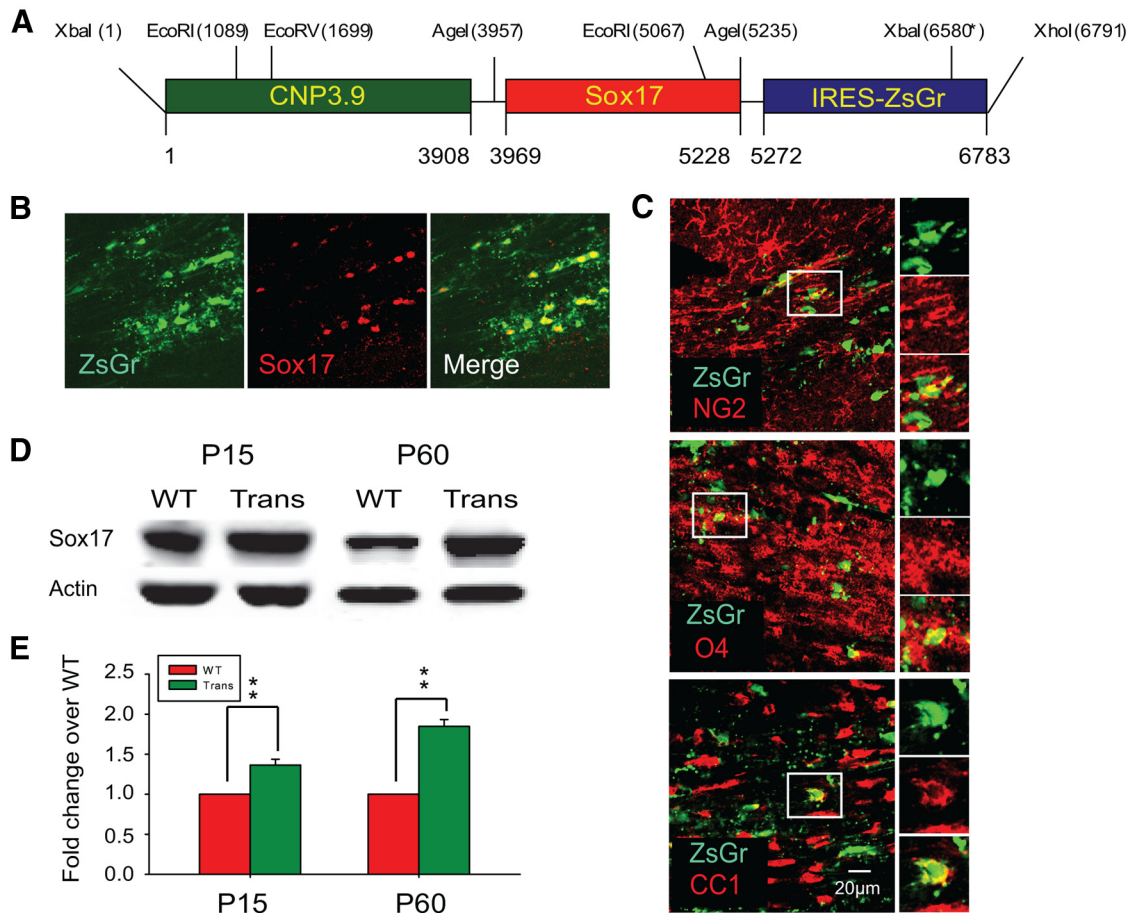 A
XbaI (1) EcoRI(1089) EcoRV(1699) AgeI(3957) EcoRI(5067) AgeI(5235) XbaI(6580*) XhoI(6791)
CNP3.9 Sox17 IRES-ZsGr
1 3908 3969 5228 5272 6783
B
ZsGr Sox17 Merge
C
ZsGr
NG2
ZsGr
O4
ZsGr
CC1
20µm
D
P15 P60
WT Trans WT Trans
Sox17
Actin
E
Fold change over WT
2.5
2.0
1.5
1.0
0.5
0.0
WT
Trans
**
**
P15 P60